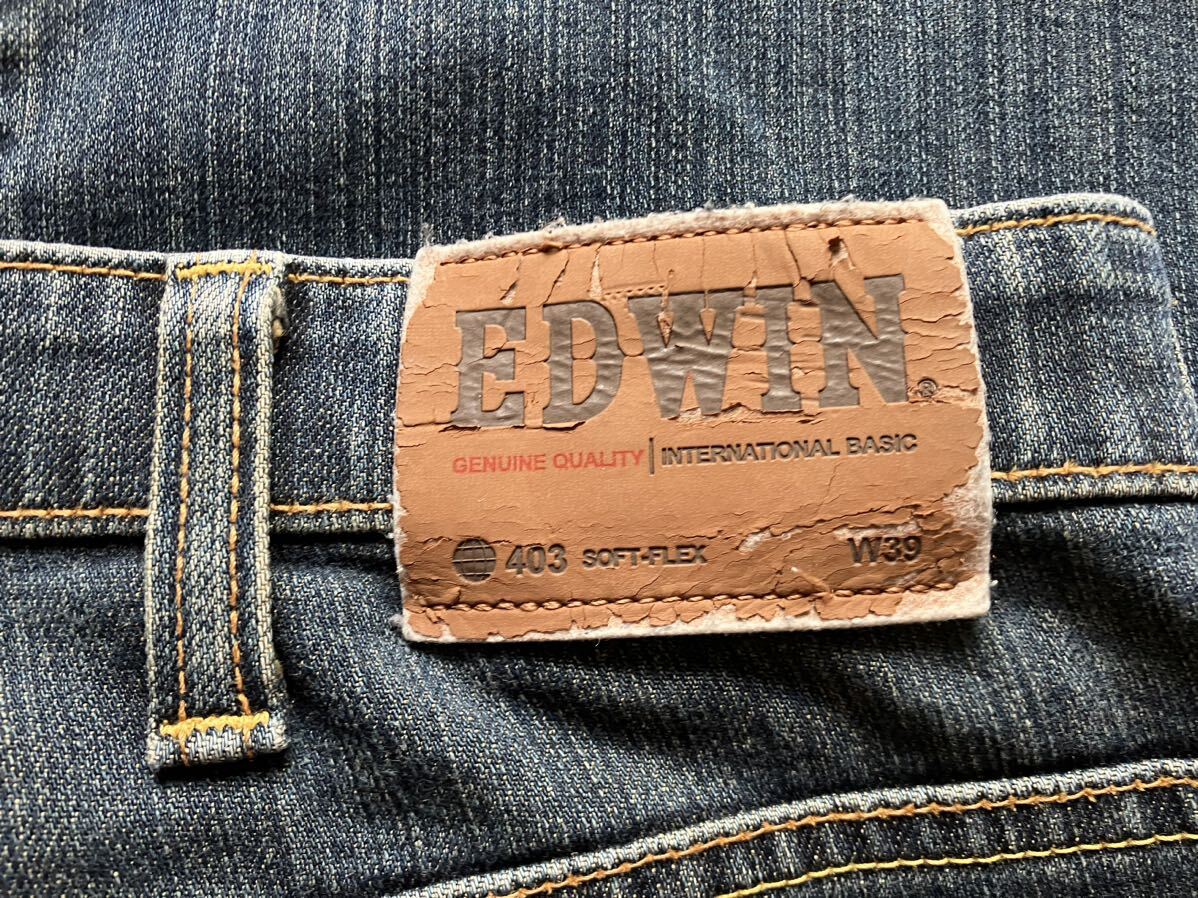 EDWIN®
GENUINE QUALITY | INTERNATIONAL BASIC
403 SOFT-FLEX W39